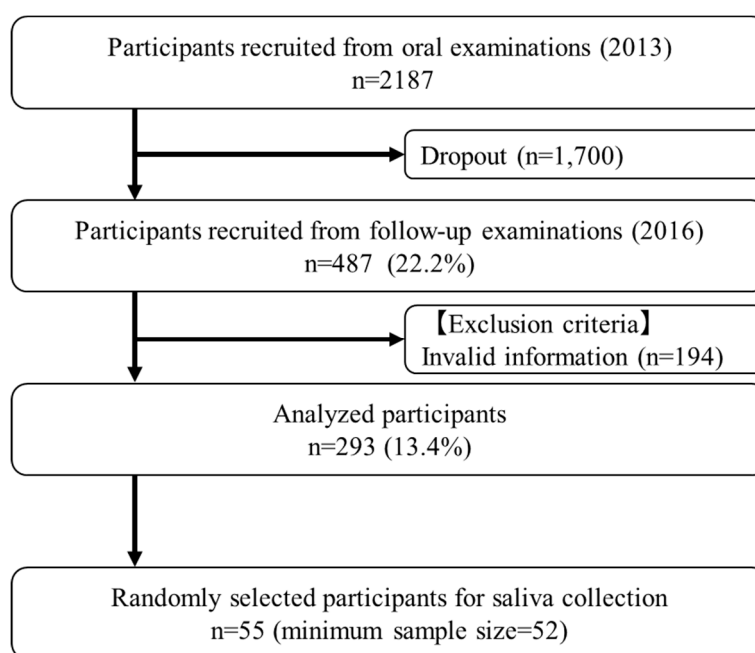 Participants recruited from oral examinations (2013)
n=2187
Dropout (n=1,700)
Participants recruited from follow-up examinations (2016)
n=487 (22.2%)
【Exclusion criteria】
Invalid information (n=194)
Analyzed participants
n=293 (13.4%)
Randomly selected participants for saliva collection
n=55 (minimum sample size=52)